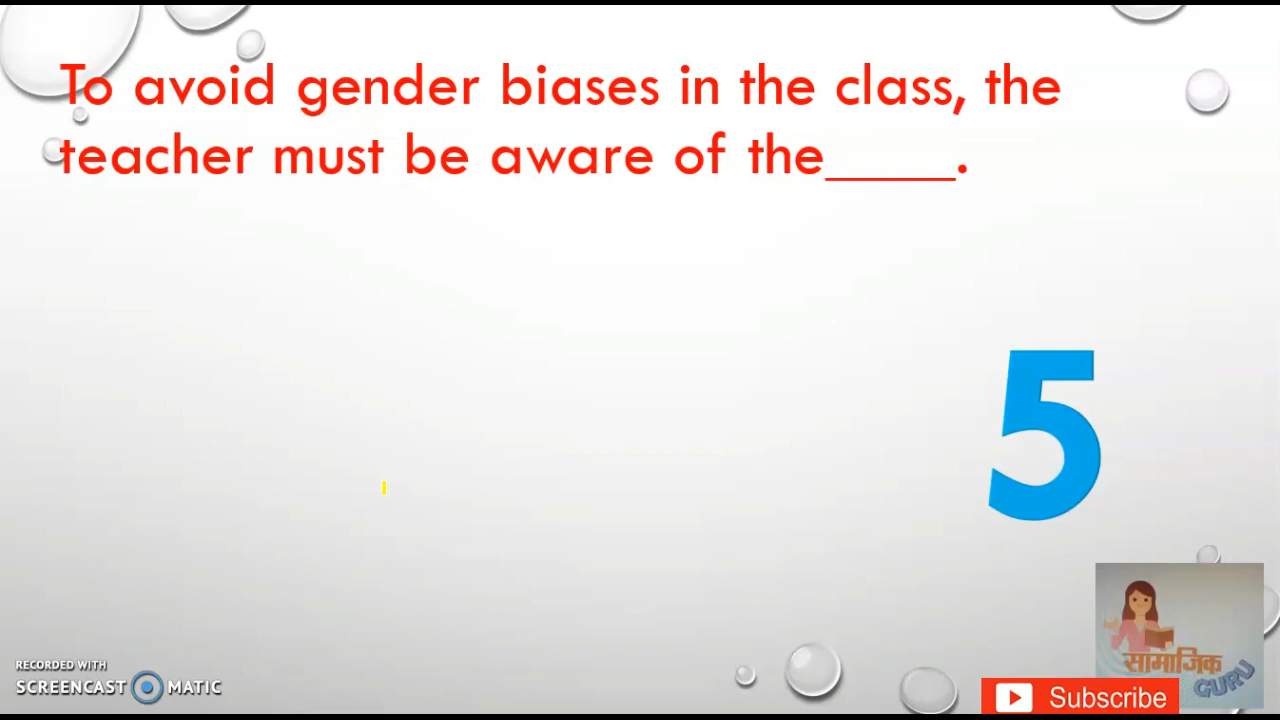 To avoid gender biases in the class, the
teacher must be aware of the_____.
5
सामाजिक
GURU
RECORDED WITH
SCREENCAST MATIC
Subscribe